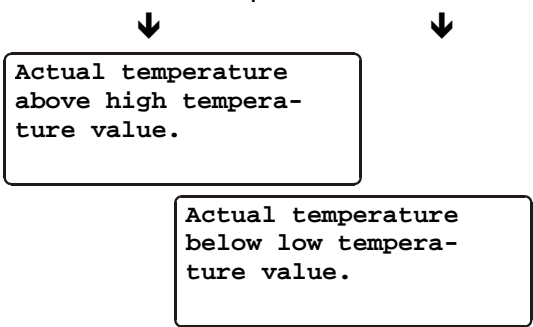 Actual temperature
above high tempera-
ture value.
Actual temperature
below low tempera-
ture value.